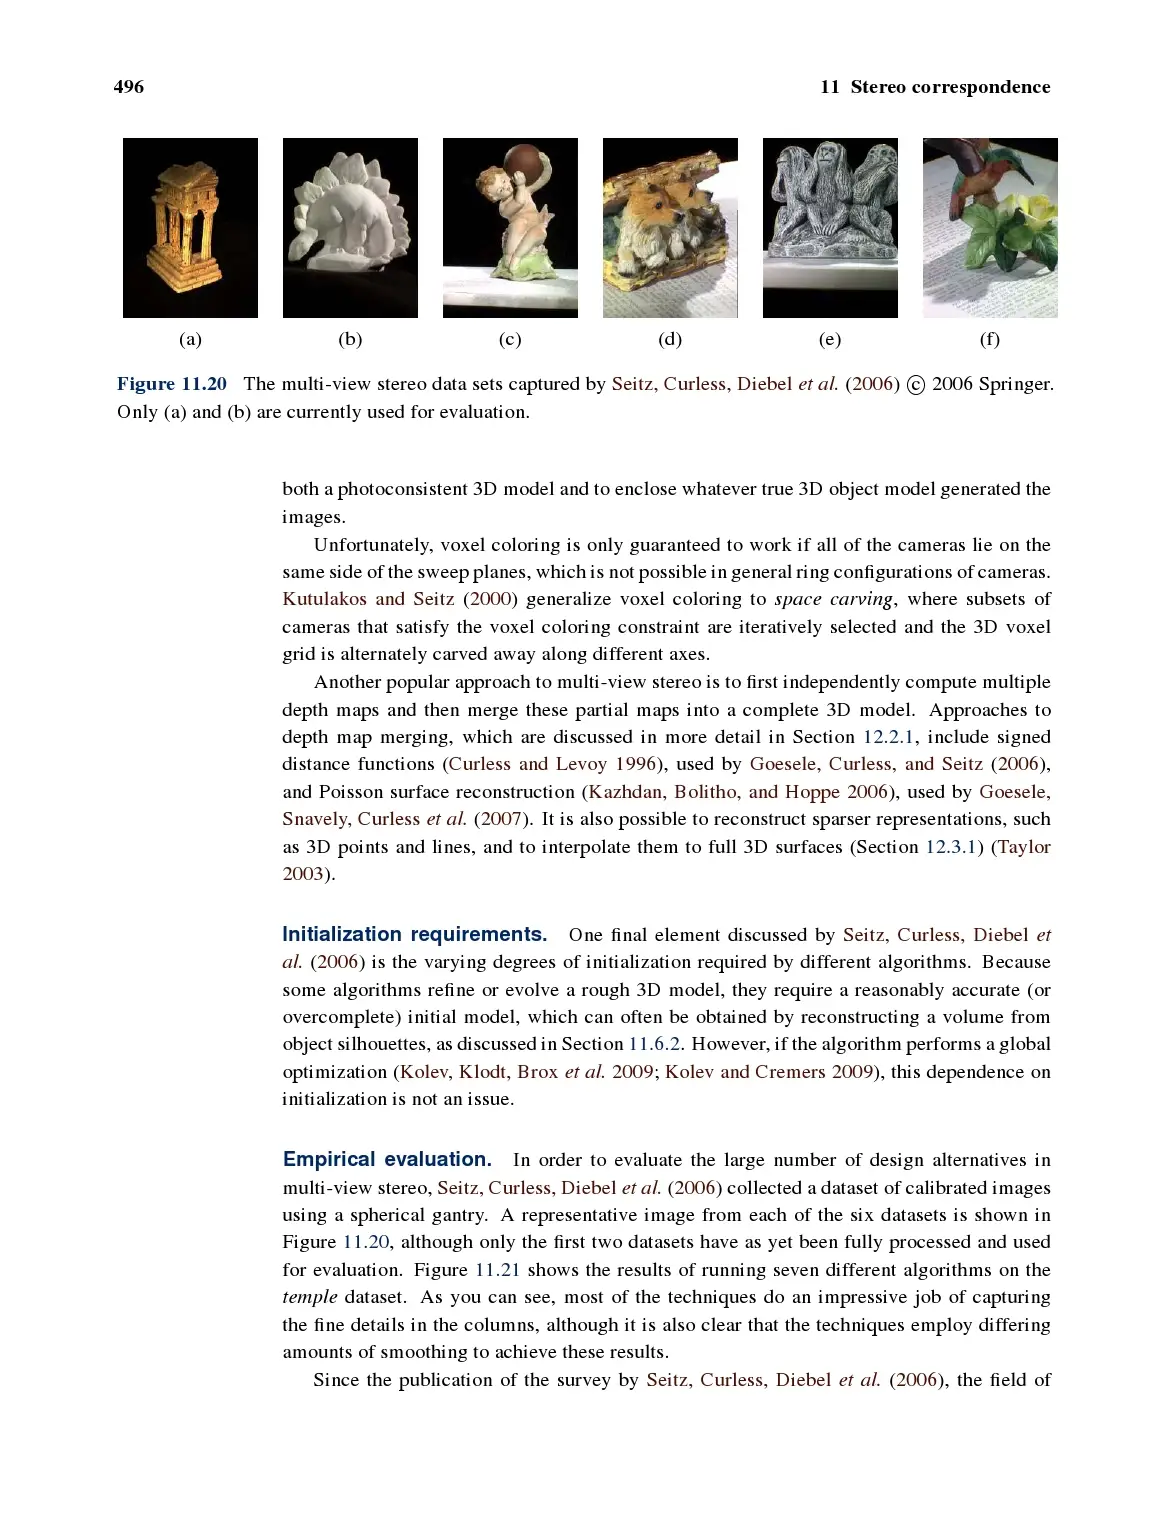 496
11 Stereo correspondence
(a)
(b)
(c)
(d)
(e)
(f)
Figure 11.20 The multi-view stereo data sets captured by Seitz, Curless, Diebel et al. (2006) © 2006 Springer.
Only (a) and (b) are currently used for evaluation.
both a photoconsistent 3D model and to enclose whatever true 3D object model generated the
images.
Unfortunately, voxel coloring is only guaranteed to work if all of the cameras lie on the
same side of the sweep planes, which is not possible in general ring configurations of cameras.
Kutulakos and Seitz (2000) generalize voxel coloring to space carving, where subsets of
cameras that satisfy the voxel coloring constraint are iteratively selected and the 3D voxel
grid is alternately carved away along different axes.
Another popular approach to multi-view stereo is to first independently compute multiple
depth maps and then merge these partial maps into a complete 3D model. Approaches to
depth map merging, which are discussed in more detail in Section 12.2.1, include signed
distance functions (Curless and Levoy 1996), used by Goesele, Curless, and Seitz (2006),
and Poisson surface reconstruction (Kazhdan, Bolitho, and Hoppe 2006), used by Goesele,
Snavely, Curless et al. (2007). It is also possible to reconstruct sparser representations, such
as 3D points and lines, and to interpolate them to full 3D surfaces (Section 12.3.1) (Taylor
2003).
Initialization requirements. One final element discussed by Seitz, Curless, Diebel et
al. (2006) is the varying degrees of initialization required by different algorithms. Because
some algorithms refine or evolve a rough 3D model, they require a reasonably accurate (or
overcomplete) initial model, which can often be obtained by reconstructing a volume from
object silhouettes, as discussed in Section 11.6.2. However, if the algorithm performs a global
optimization (Kolev, Klodt, Brox et al. 2009; Kolev and Cremers 2009), this dependence on
initialization is not an issue.
Empirical evaluation. In order to evaluate the large number of design alternatives in
multi-view stereo, Seitz, Curless, Diebel et al. (2006) collected a dataset of calibrated images
using a spherical gantry. A representative image from each of the six datasets is shown in
Figure 11.20, although only the first two datasets have as yet been fully processed and used
for evaluation. Figure 11.21 shows the results of running seven different algorithms on the
temple dataset. As you can see, most of the techniques do an impressive job of capturing
the fine details in the columns, although it is also clear that the techniques employ differing
amounts of smoothing to achieve these results.
Since the publication of the survey by Seitz, Curless, Diebel et al. (2006), the field of